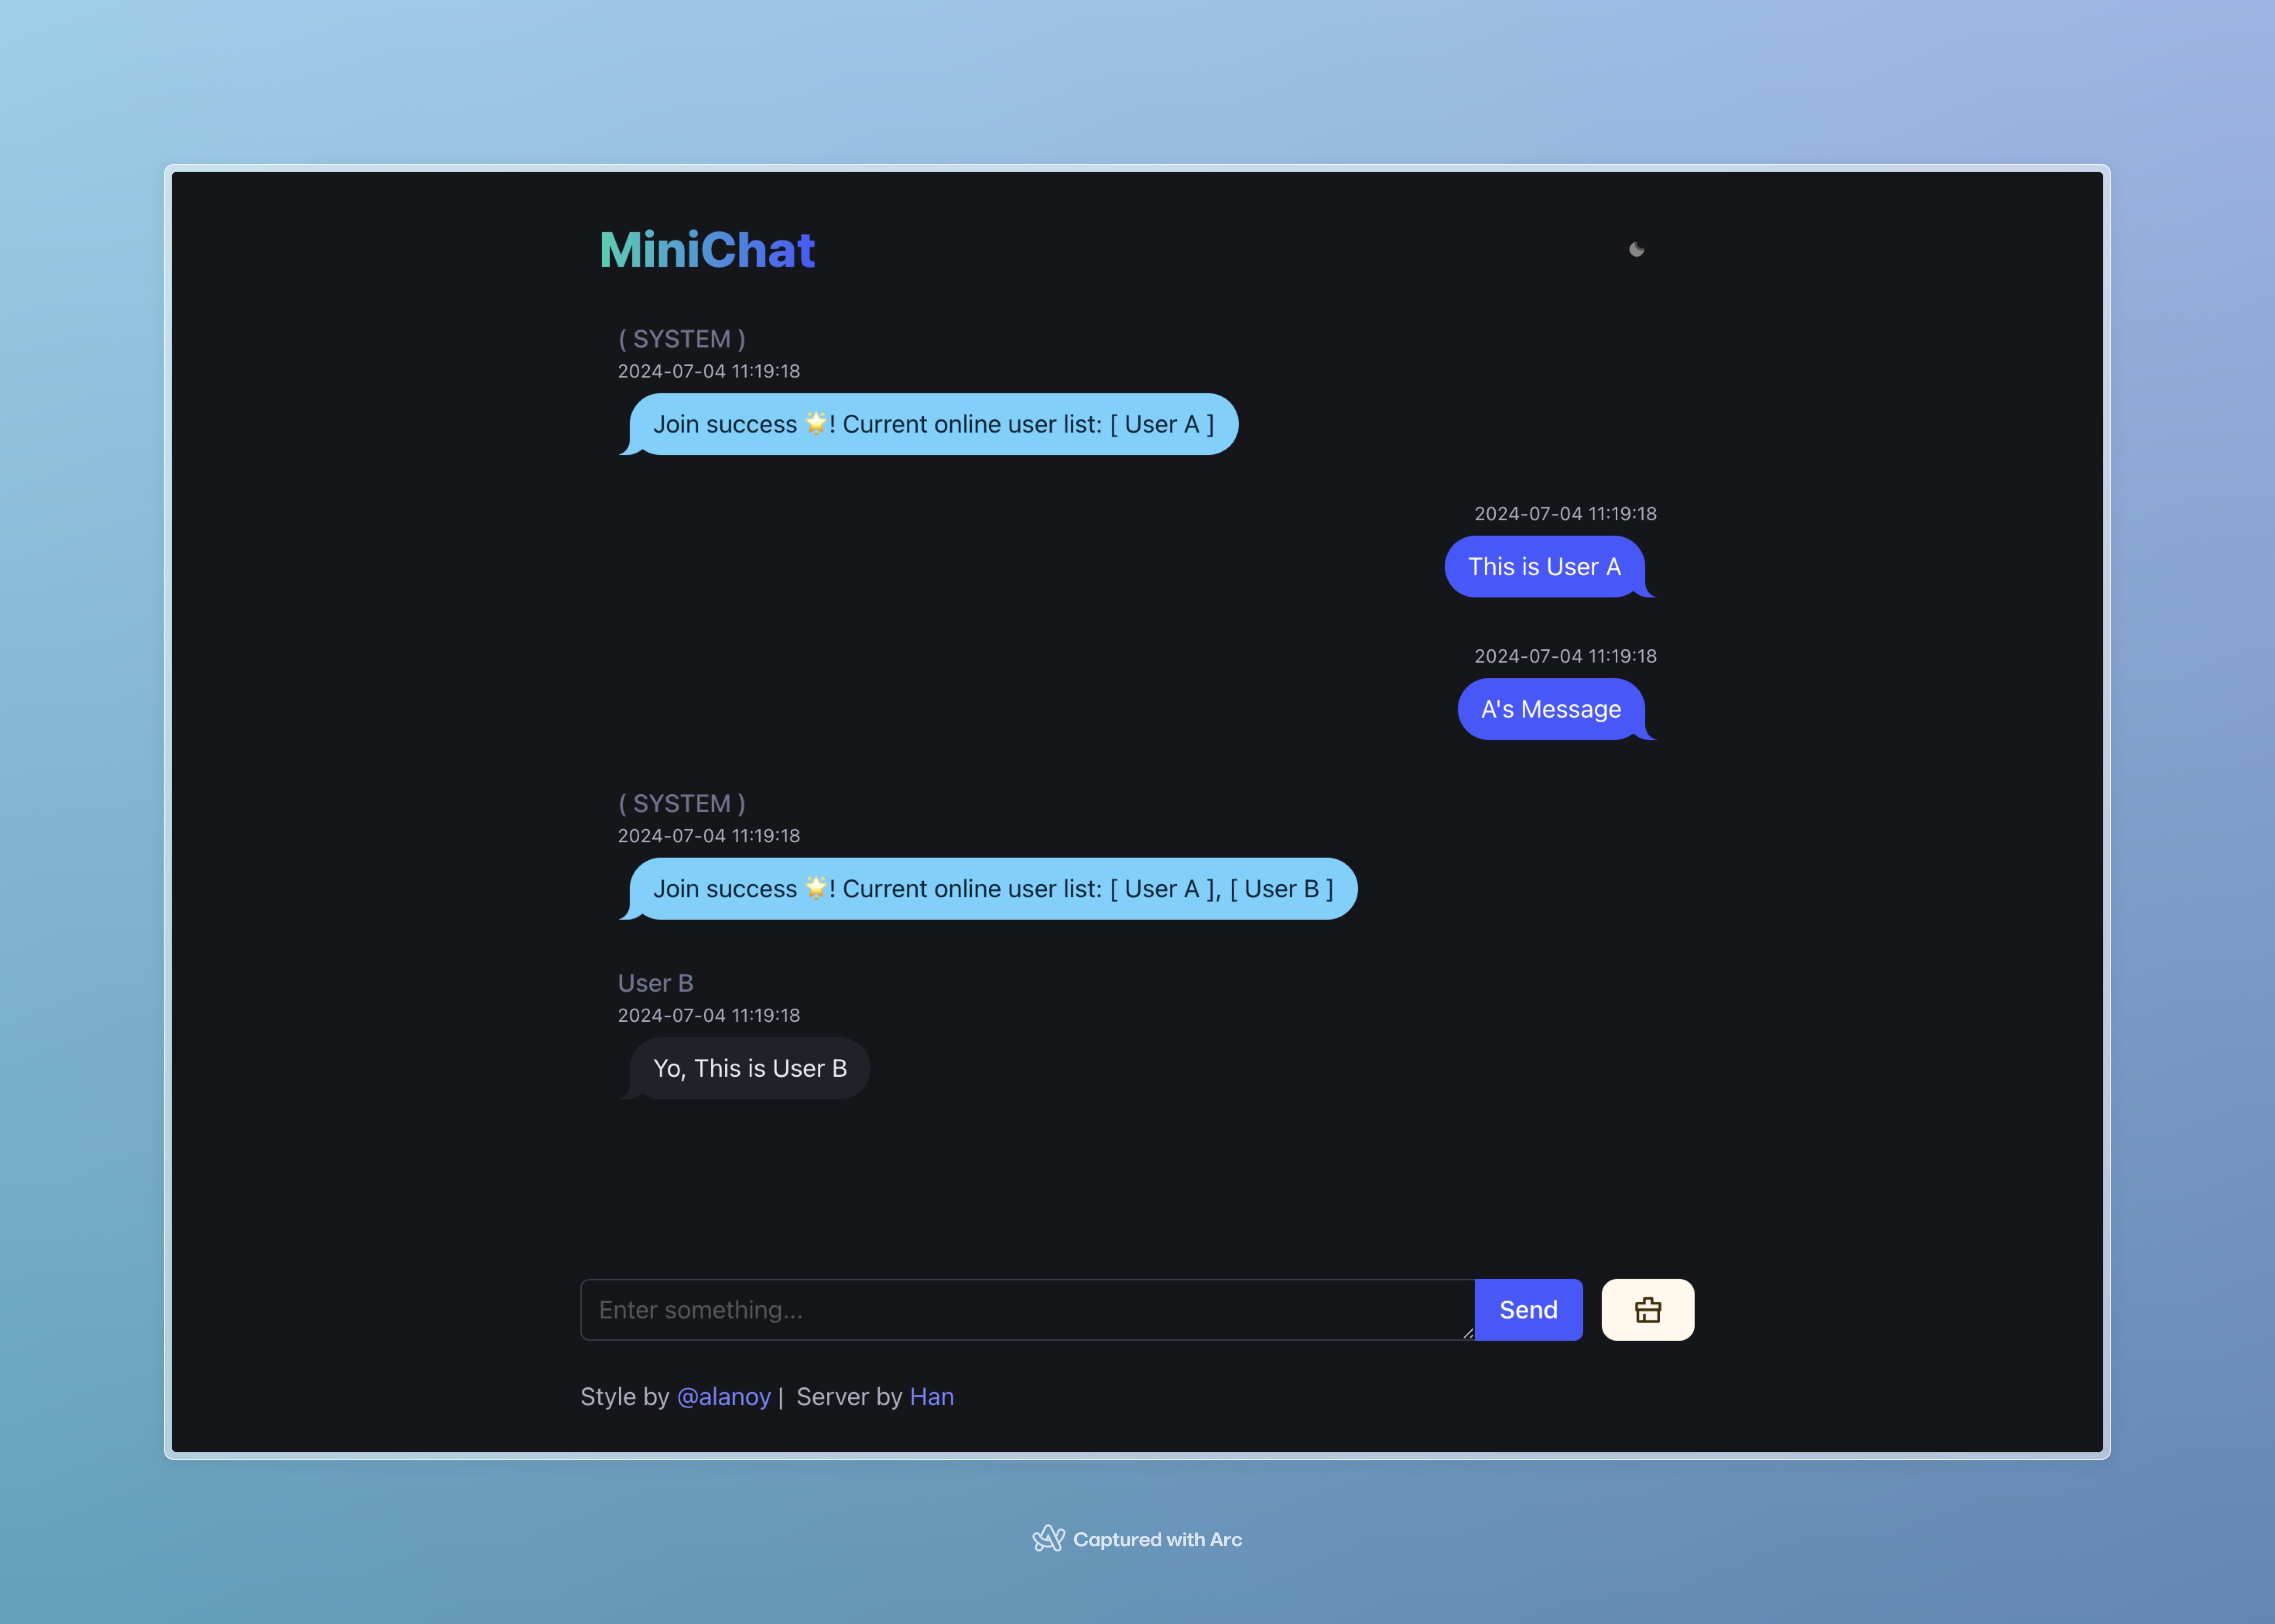 MiniChat
( SYSTEM )
2024-07-04 11:19:18
Join success 🌟! Current online user list: [ User A ]
2024-07-04 11:19:18
This is User A
2024-07-04 11:19:18
A's Message
( SYSTEM )
2024-07-04 11:19:18
Join success 🌟! Current online user list: [ User A ], [ User B ]
User B
2024-07-04 11:19:18
Yo, This is User B
Enter something...
Send
Style by @alanoy | Server by Han
Captured with Arc